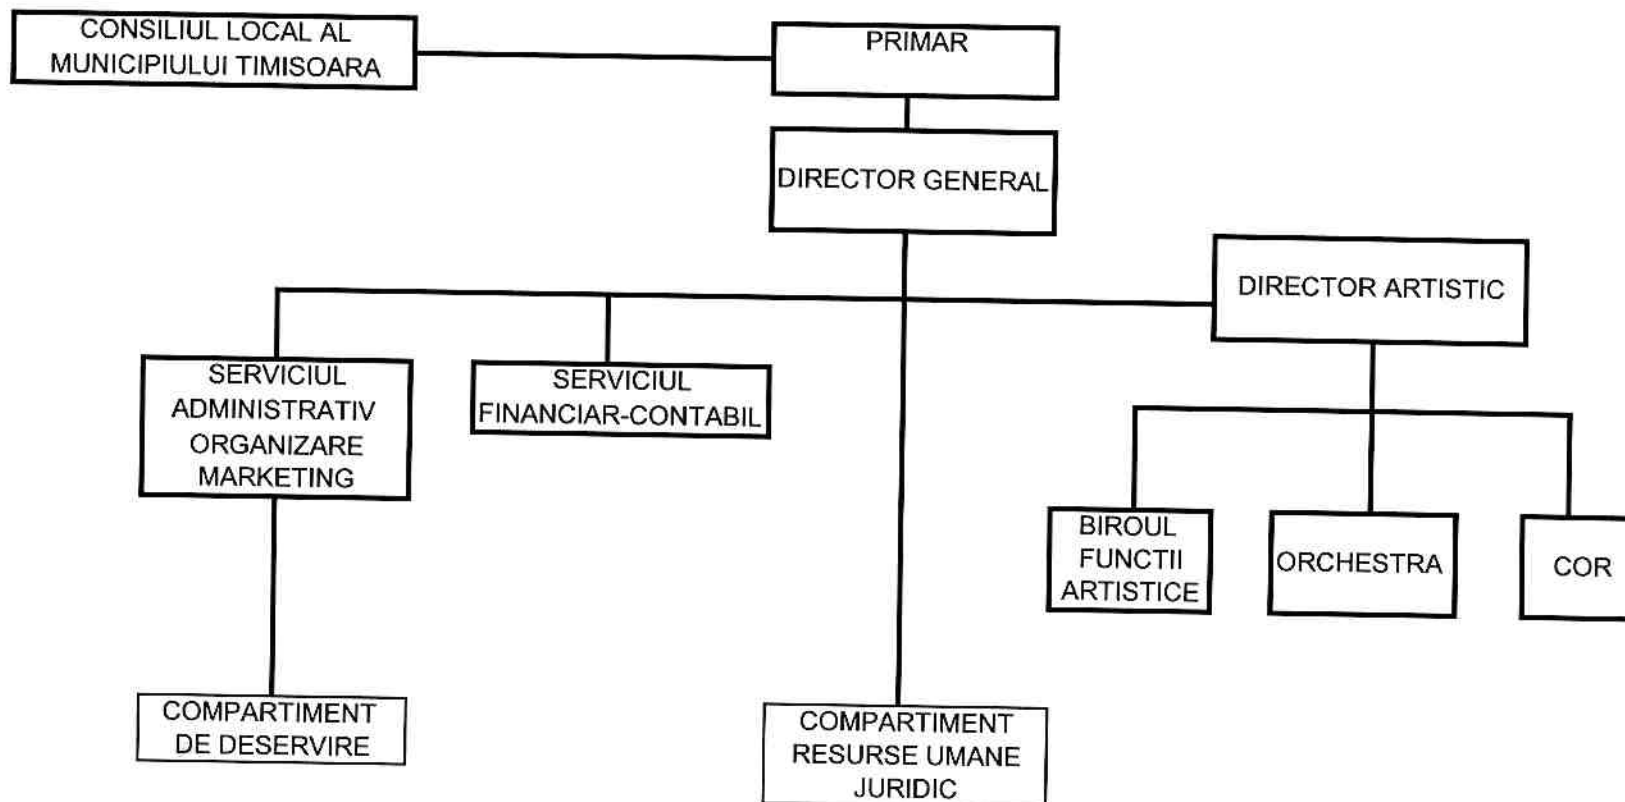 CONSILIUL LOCAL AL
MUNICIPIULUI TIMISOARA
PRIMAR
DIRECTOR GENERAL
DIRECTOR ARTISTIC
SERVICIUL
ADMINISTRATIV
ORGANIZARE
MARKETING
SERVICIUL
FINANCIAR-CONTABIL
BIROUL
FUNCTII
ARTISTICE
ORCHESTRA
COR
COMPARTIMENT
DE DESERVIRE
COMPARTIMENT
RESURSE UMANE
JURIDIC